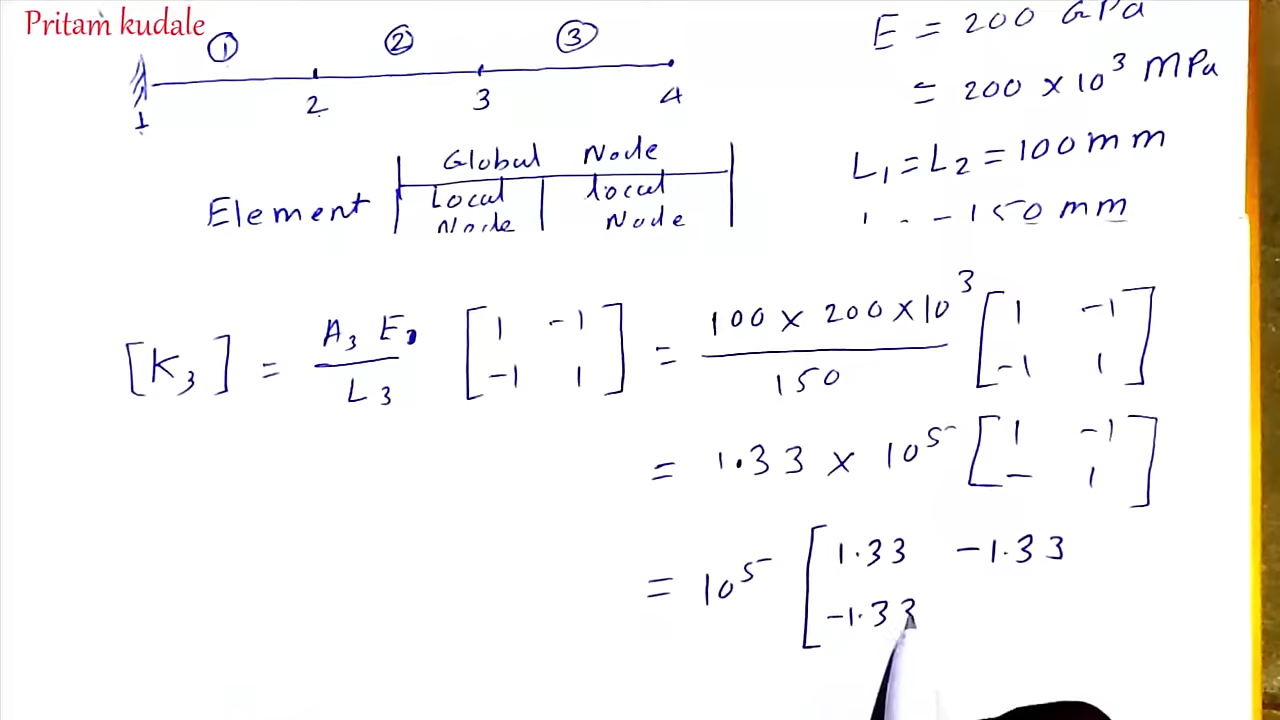 Pritam kudale
① ② ③
1 2 3 4
E = 200 GPa
= 200 × 10³ MPa
L₁ = L₂ = 100 mm
= 150 mm
Global Node
Element Local Node Local Node
[K₃] = A₃ E₃ / L₃ [1 -1; -1 1] = 100 × 200 × 10³ / 150 [1 -1; -1 1]
= 1.33 × 10⁵ [1 -1; - 1]
= 10⁵ [1.33 -1.33
-1.33